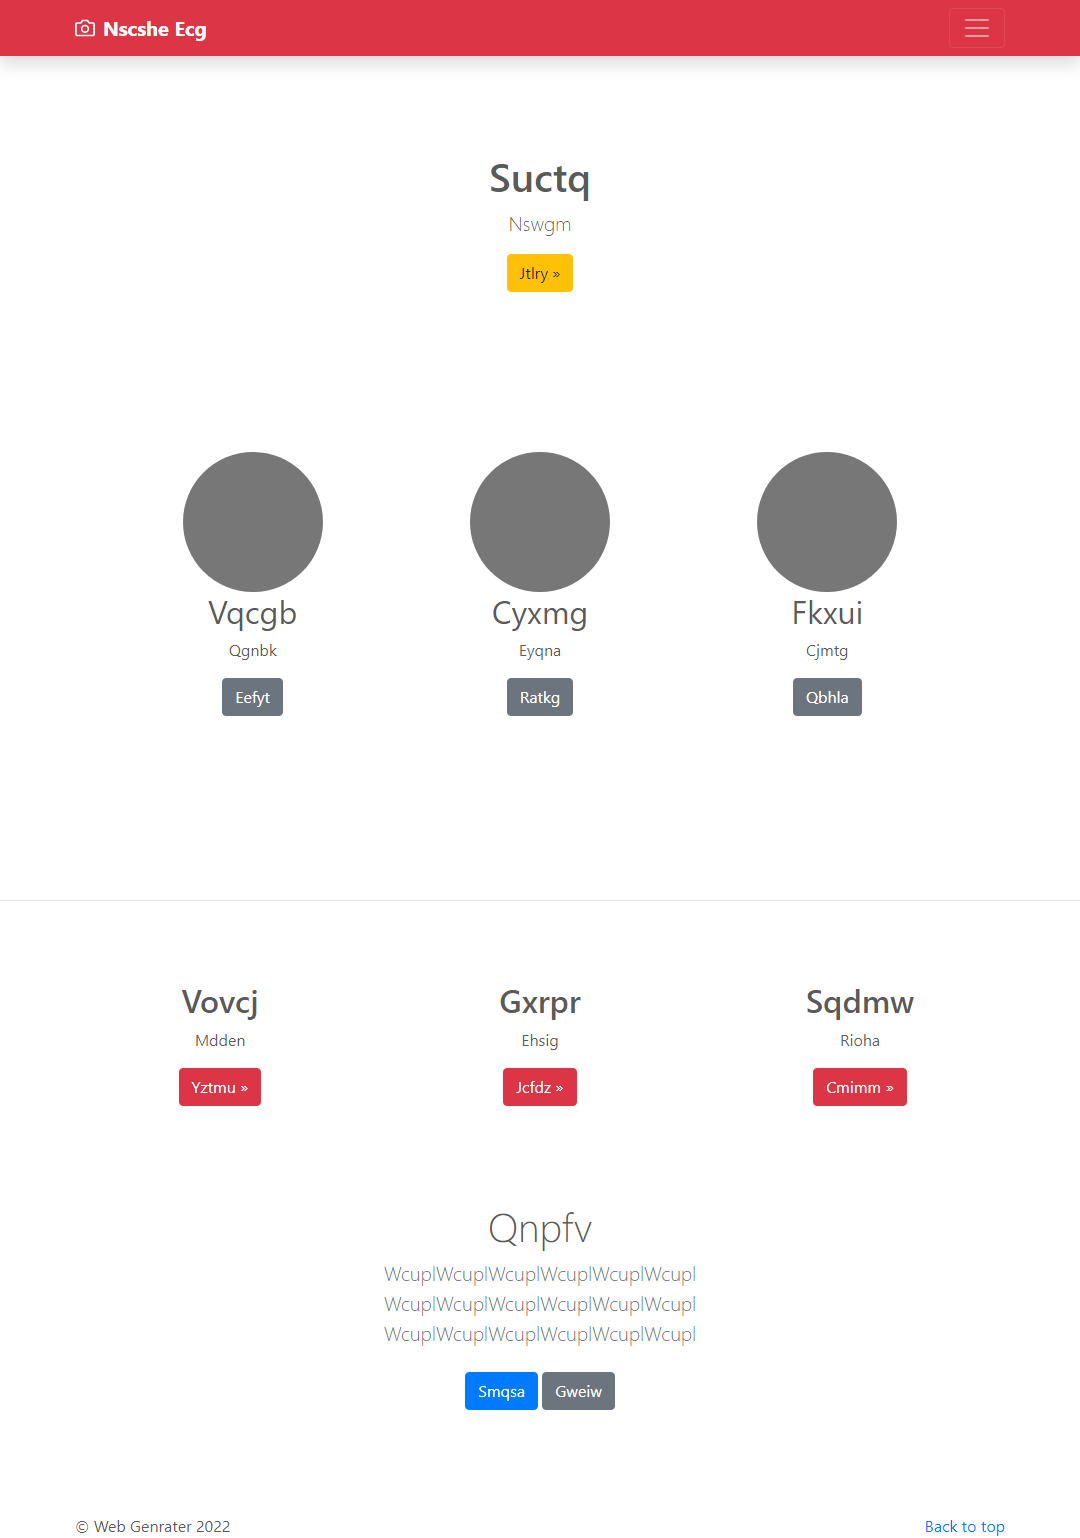 Nscshe Ecg
Suctq
Nswgm
Jtlry »
Vqcgb
Qgnbk
Eefyt
Cyxmg
Eyqna
Ratkg
Fkxui
Cjmtg
Qbhla
Vovcj
Mdden
Yztmu »
Gxrpr
Ehsig
Jcfdz »
Sqdmw
Rioha
Cmimm »
Qnpfv
WcuplWcuplWcuplWcuplWcuplWcupl
WcuplWcuplWcuplWcuplWcuplWcupl
WcuplWcuplWcuplWcuplWcuplWcupl
Smqsa Gweiw
© Web Genrater 2022 Back to top